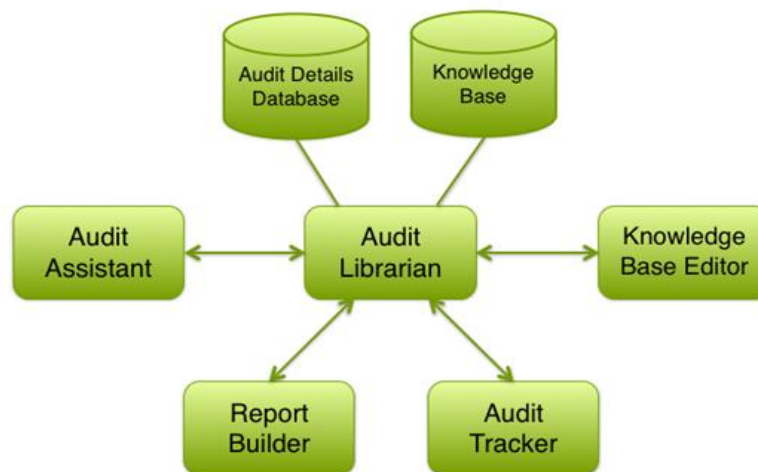 Audit Details
Database
Knowledge
Base
Audit
Assistant
Audit
Librarian
Knowledge
Base Editor
Report
Builder
Audit
Tracker